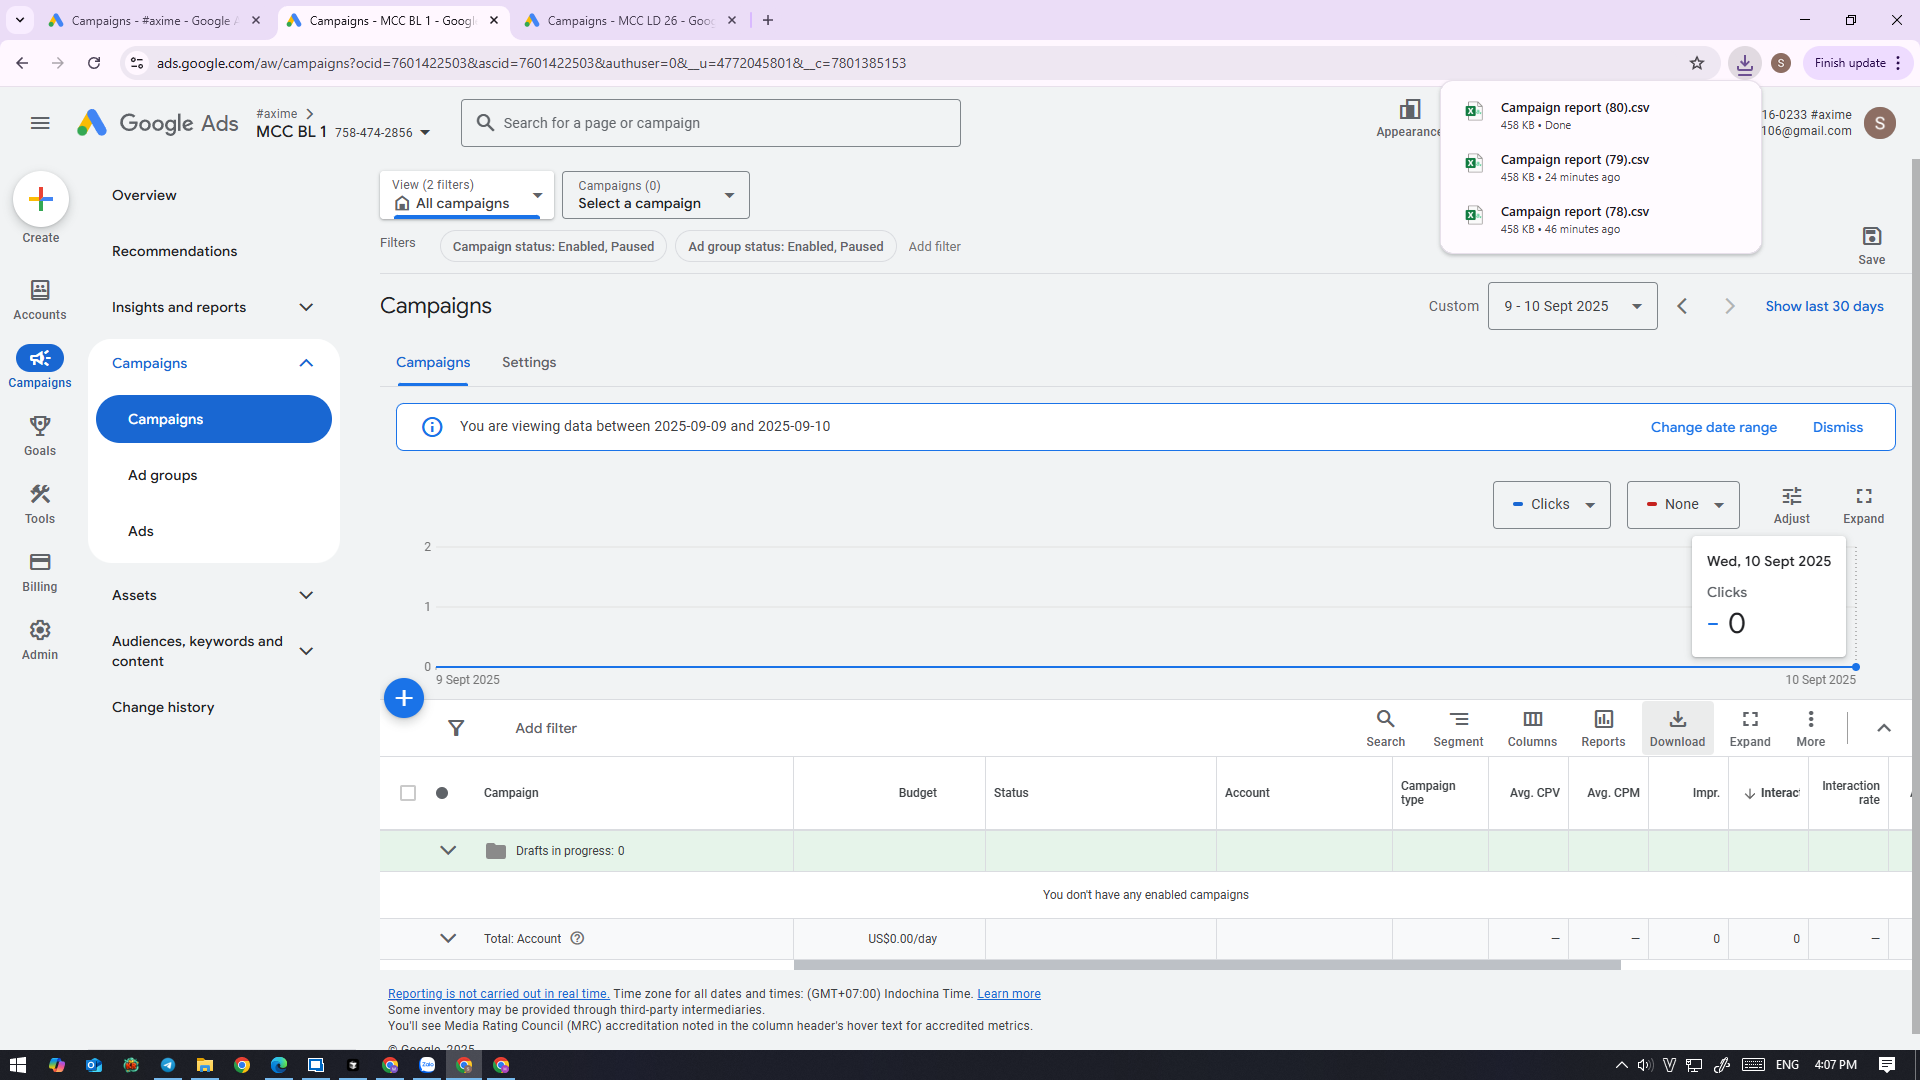 Campaigns - #axime - Google A
Campaigns - MCC BL 1 - Google
Campaigns - MCC LD 26 - Goog
ads.google.com/aw/campaigns?ocid=7601422503&ascid=7601422503&authuser=0&__u=4772045801&__c=7801385153
S
Finish update
Google Ads
#axime
MCC BL 1 758-474-2856
Search for a page or campaign
Appearance
Campaign report (80).csv
458 KB • Done
Campaign report (79).csv
458 KB • 24 minutes ago
Campaign report (78).csv
458 KB • 46 minutes ago
16-0233 #axime
106@gmail.com
S
Create
Accounts
Campaigns
Goals
Tools
Billing
Admin
Overview
Recommendations
Insights and reports
Campaigns
Campaigns
Ad groups
Ads
Assets
Audiences, keywords and
content
Change history
View (2 filters)
All campaigns
Campaigns (0)
Select a campaign
Filters
Campaign status: Enabled, Paused
Ad group status: Enabled, Paused
Add filter
Save
Campaigns
Custom
9 - 10 Sept 2025
Show last 30 days
Campaigns
Settings
You are viewing data between 2025-09-09 and 2025-09-10
Change date range
Dismiss
Clicks
None
Adjust
Expand
2
1
0
9 Sept 2025
10 Sept 2025
Wed, 10 Sept 2025
Clicks
0
Add filter
Search
Segment
Columns
Reports
Download
Expand
More
Campaign
Budget
Status
Account
Campaign
type
Avg. CPV
Avg. CPM
Impr.
Interac
Interaction
rate
Drafts in progress: 0
You don't have any enabled campaigns
Total: Account
US$0.00/day
—
—
0
0
—
Reporting is not carried out in real time. Time zone for all dates and times: (GMT+07:00) Indochina Time. Learn more
Some inventory may be provided through third-party intermediaries.
You'll see Media Rating Council (MRC) accreditation noted in the column header's hover text for accredited metrics.
© Google, 2025
Zalo
ENG
4:07 PM